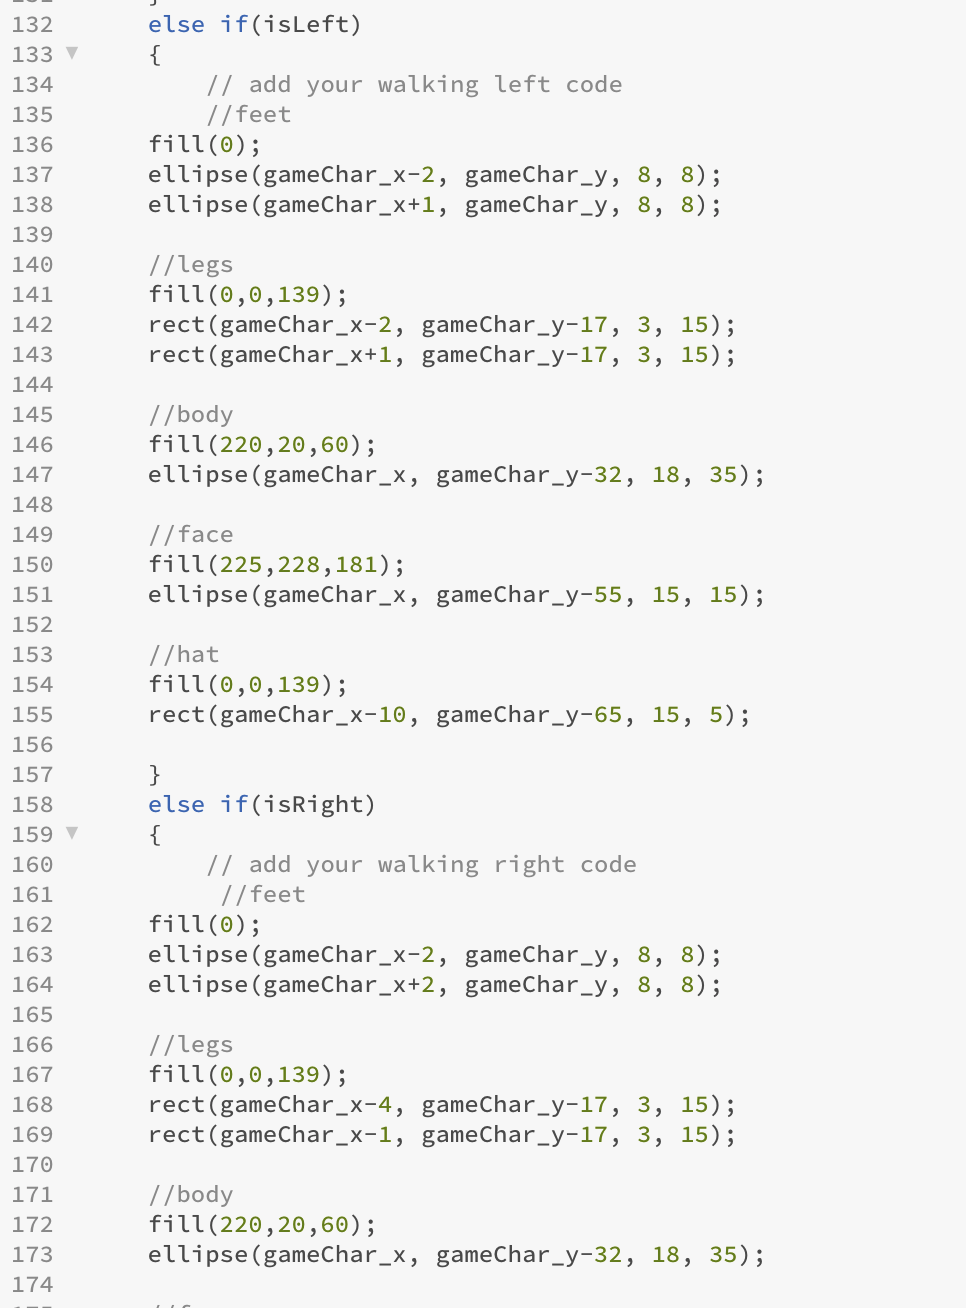 132 else if(isLeft)
133 {
134 // add your walking left code
135 //feet
136 fill(0);
137 ellipse(gameChar_x-2, gameChar_y, 8, 8);
138 ellipse(gameChar_x+1, gameChar_y, 8, 8);
139
140 //legs
141 fill(0,0,139);
142 rect(gameChar_x-2, gameChar_y-17, 3, 15);
143 rect(gameChar_x+1, gameChar_y-17, 3, 15);
144
145 //body
146 fill(220,20,60);
147 ellipse(gameChar_x, gameChar_y-32, 18, 35);
148
149 //face
150 fill(225,228,181);
151 ellipse(gameChar_x, gameChar_y-55, 15, 15);
152
153 //hat
154 fill(0,0,139);
155 rect(gameChar_x-10, gameChar_y-65, 15, 5);
156
157 }
158 else if(isRight)
159 {
160 // add your walking right code
161 //feet
162 fill(0);
163 ellipse(gameChar_x-2, gameChar_y, 8, 8);
164 ellipse(gameChar_x+2, gameChar_y, 8, 8);
165
166 //legs
167 fill(0,0,139);
168 rect(gameChar_x-4, gameChar_y-17, 3, 15);
169 rect(gameChar_x-1, gameChar_y-17, 3, 15);
170
171 //body
172 fill(220,20,60);
173 ellipse(gameChar_x, gameChar_y-32, 18, 35);
174